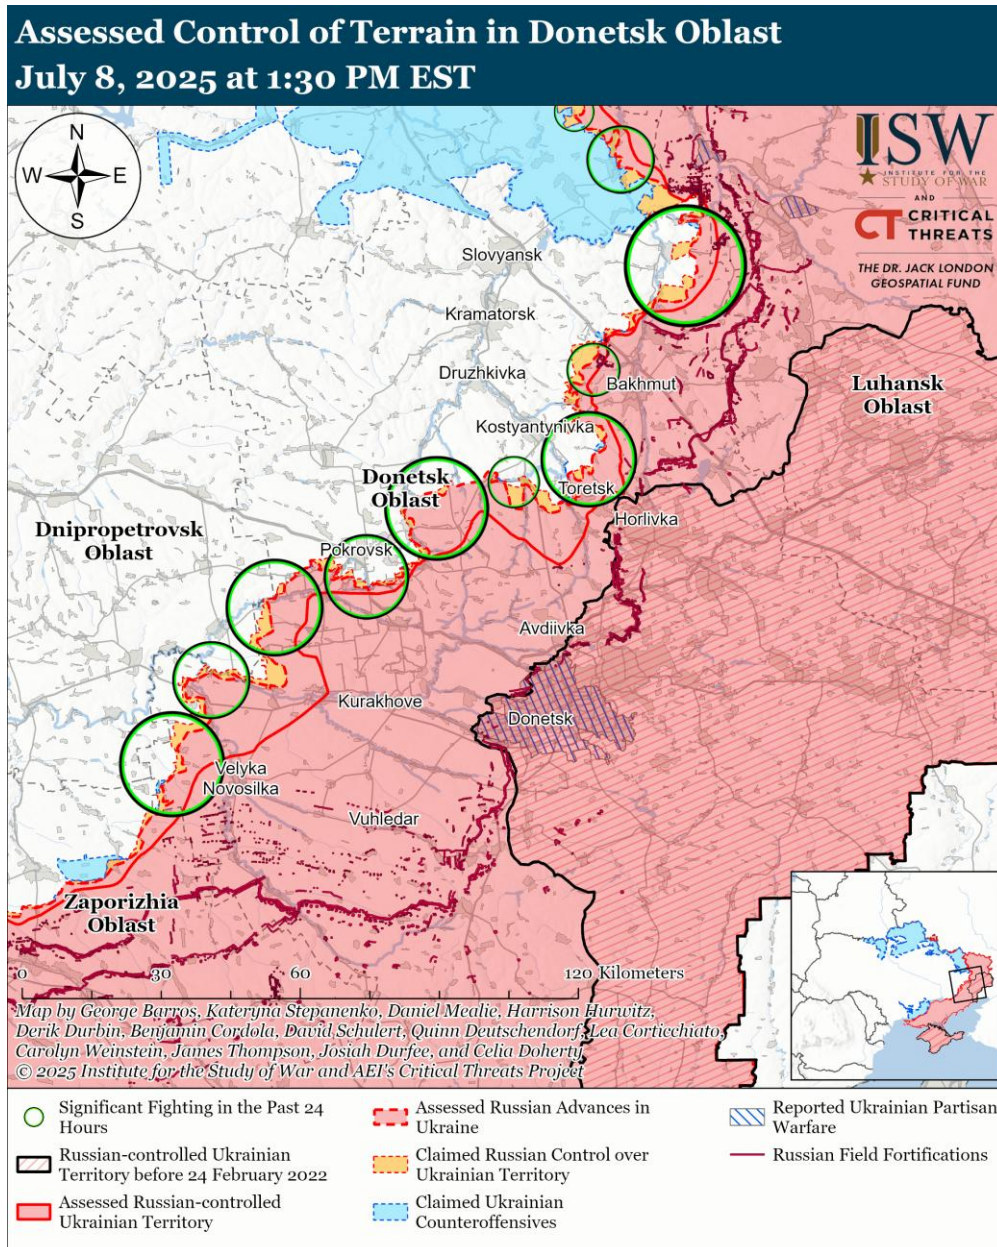 Assessed Control of Terrain in Donetsk Oblast
July 8, 2025 at 1:30 PM EST
N
W E
S
ISW
INSTITUTE FOR THE
STUDY OF WAR
AND
CT CRITICAL
THREATS
THE DR. JACK LONDON
GEOSPATIAL FUND
Slovyansk
Kramatorsk
Druzhkivka
Bakhmut
Luhansk
Oblast
Kostyantynivka
Donetsk
Oblast
Toretsk
Horlivka
Dnipropetrovsk
Oblast
Pokrovsk
Avdiivka
Kurakhove
Donetsk
Velyka
Novosilka
Vuhledar
Zaporizhia
Oblast
0 30 60 120 Kilometers
Map by George Barros, Kateryna Stepanenko, Daniel Mealie, Harrison Hurwitz,
Derik Durbin, Benjamin Cordola, David Schulert, Quinn Deutschendorf, Lea Corticchiato,
Carolyn Weinstein, James Thompson, Josiah Durfee, and Celia Doherty
© 2025 Institute for the Study of War and AEI's Critical Threats Project
Significant Fighting in the Past 24
Hours
Russian-controlled Ukrainian
Territory before 24 February 2022
Assessed Russian-controlled
Ukrainian Territory
Assessed Russian Advances in
Ukraine
Claimed Russian Control over
Ukrainian Territory
Claimed Ukrainian
Counteroffensives
Reported Ukrainian Partisan
Warfare
Russian Field Fortifications